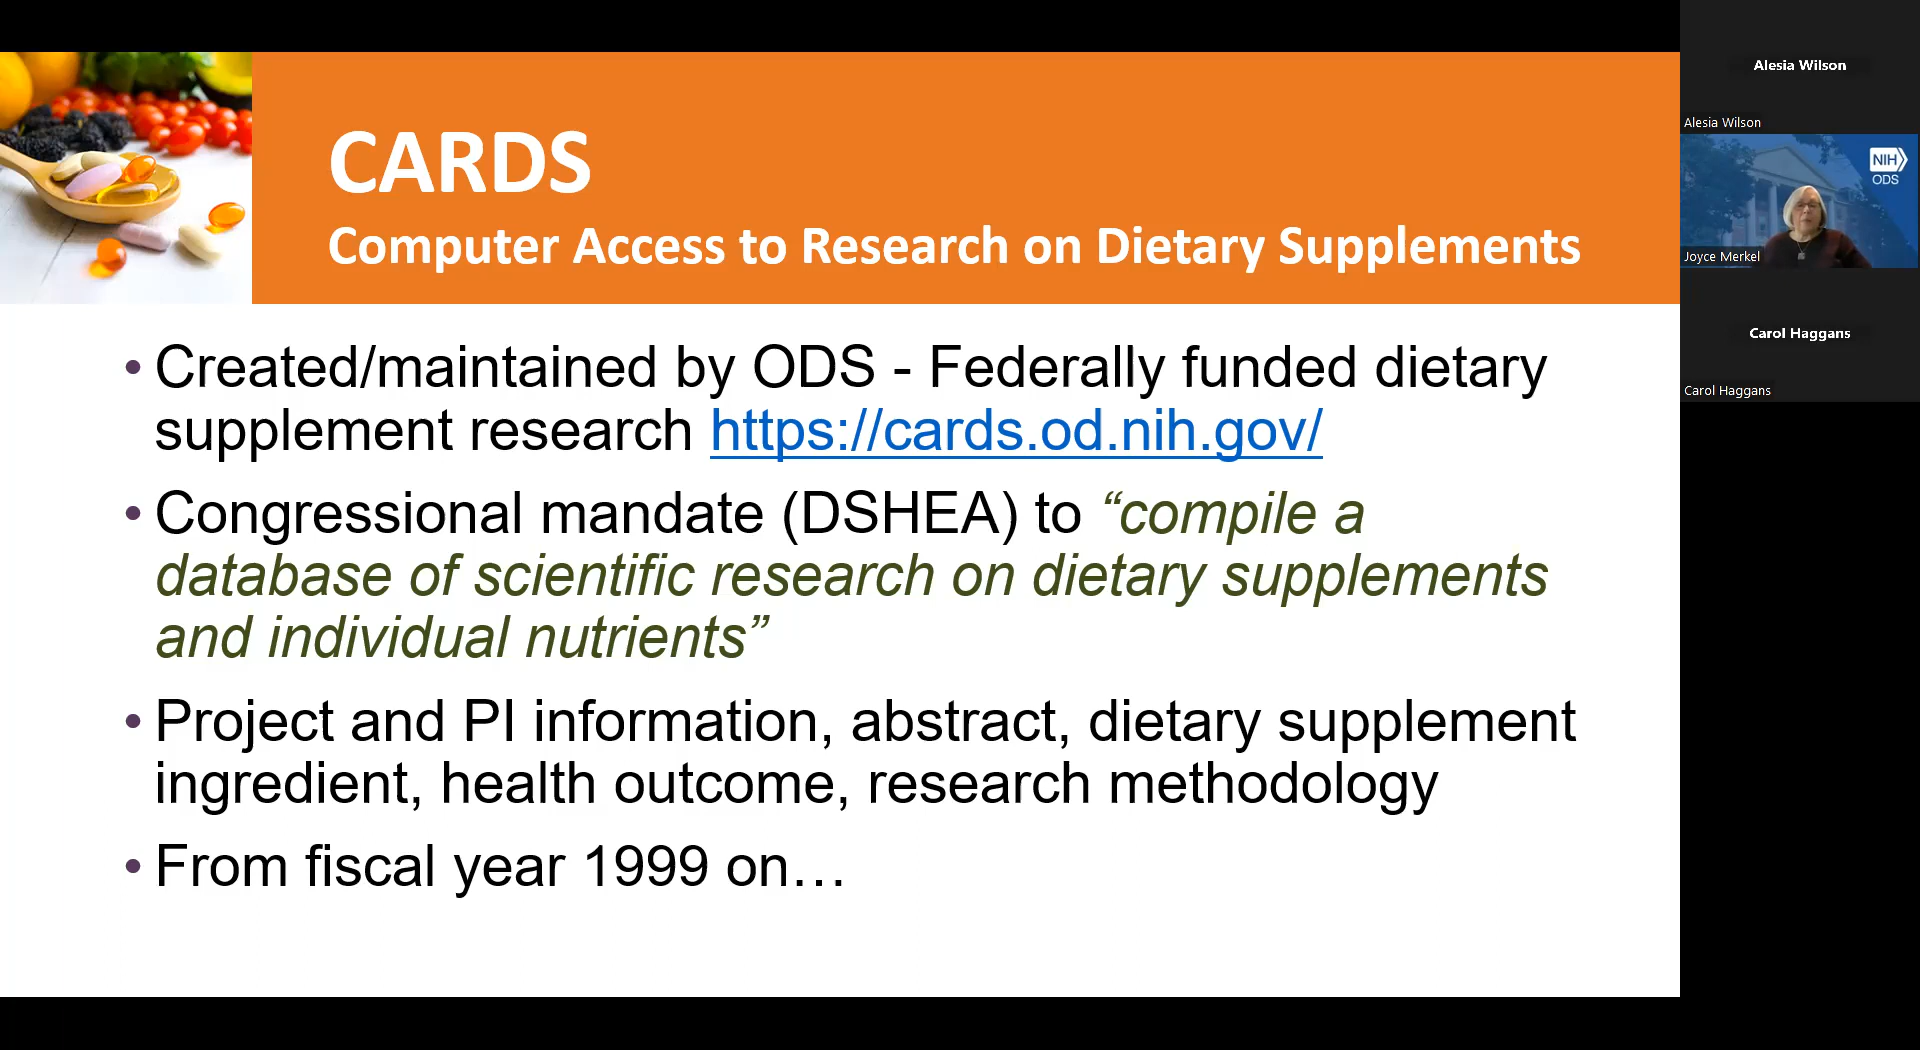 CARDS
Computer Access to Research on Dietary Supplements
• Created/maintained by ODS - Federally funded dietary
supplement research https://cards.od.nih.gov/
• Congressional mandate (DSHEA) to “compile a
database of scientific research on dietary supplements
and individual nutrients”
• Project and PI information, abstract, dietary supplement
ingredient, health outcome, research methodology
• From fiscal year 1999 on…
Alesia Wilson
Alesia Wilson
NIH
ODS
Joyce Merkel
Carol Haggans
Carol Haggans